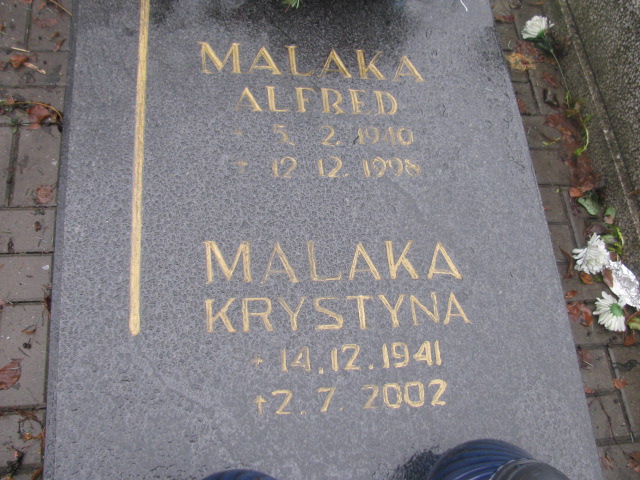 MALAKA
ALFRED
* 5. 2. 1940
+ 12. 12. 1998
MALAKA
KRYSTYNA
* 14.12.1941
+ 2.7. 2002